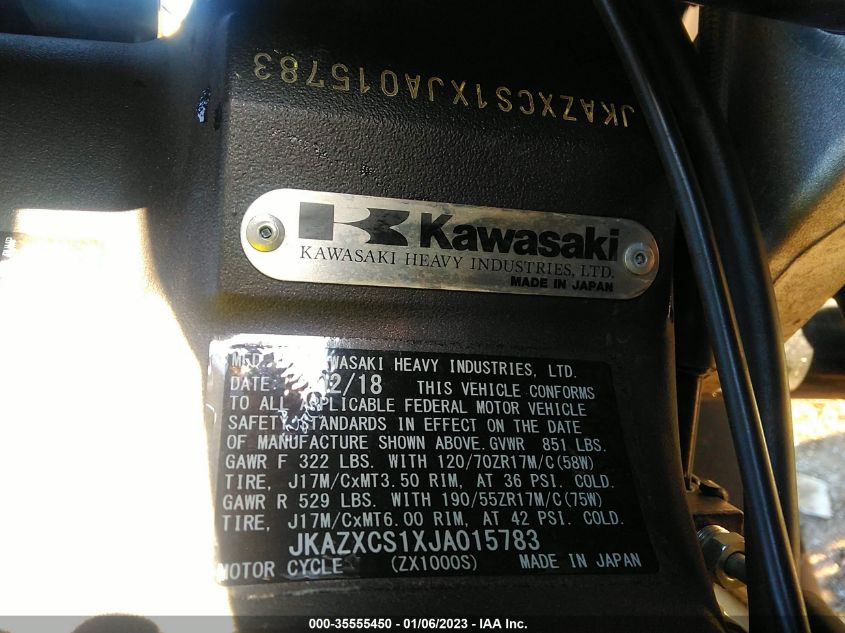 JKAZXCS1XJA015783
Kawasaki
KAWASAKI HEAVY INDUSTRIES, LTD.
MADE IN JAPAN
KAWASAKI HEAVY INDUSTRIES, LTD.
DATE: 2/18 THIS VEHICLE CONFORMS
TO ALL APPLICABLE FEDERAL MOTOR VEHICLE
SAFETY STANDARDS IN EFFECT ON THE DATE
OF MANUFACTURE SHOWN ABOVE. GVWR 851 LBS.
GAWR F 322 LBS. WITH 120/70ZR17M/C(58W)
TIRE, J17M/CxMT3.50 RIM, AT 36 PSI. COLD.
GAWR R 529 LBS. WITH 190/55ZR17M/C(75W)
TIRE, J17M/CxMT6.00 RIM, AT 42 PSI. COLD.
JKAZXCS1XJA015783
MOTOR CYCLE (ZX1000S) MADE IN JAPAN
000-35555450 - 01/06/2023 - © IAA Inc.